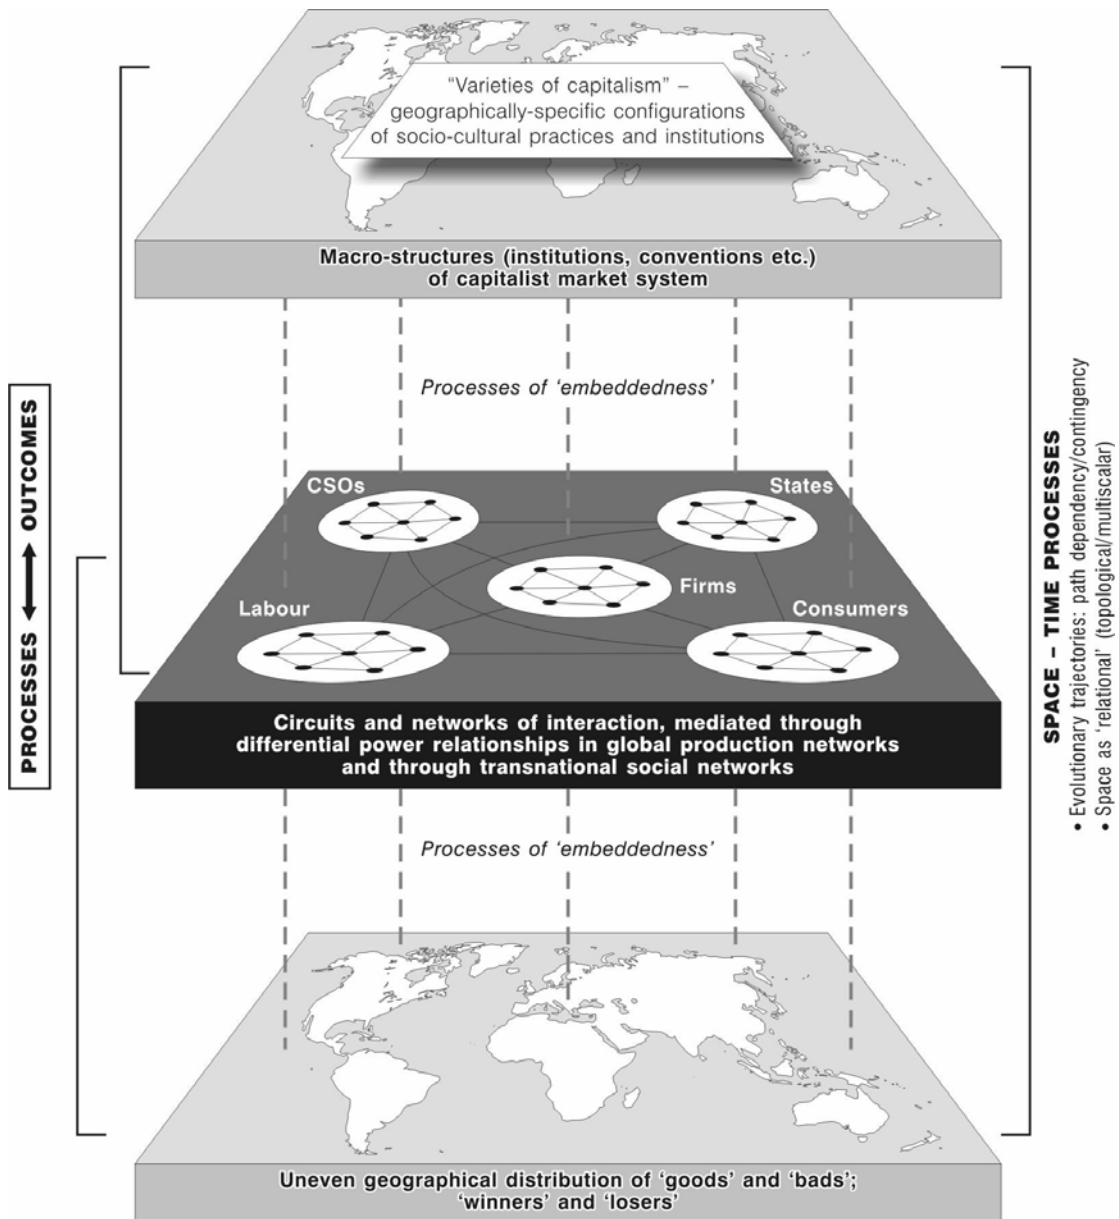 “Varieties of capitalism” –
geographically-specific configurations
of socio-cultural practices and institutions
Macro-structures (institutions, conventions etc.)
of capitalist market system
Processes of ‘embeddedness’
CSOs
States
Firms
Labour
Consumers
Circuits and networks of interaction, mediated through
differential power relationships in global production networks
and through transnational social networks
Processes of ‘embeddedness’
Uneven geographical distribution of ‘goods’ and ‘bads’;
‘winners’ and ‘losers’
PROCESSES ↔ OUTCOMES
SPACE – TIME PROCESSES
• Evolutionary trajectories: path dependency/contingency
• Space as ‘relational’ (topological/multiscalar)